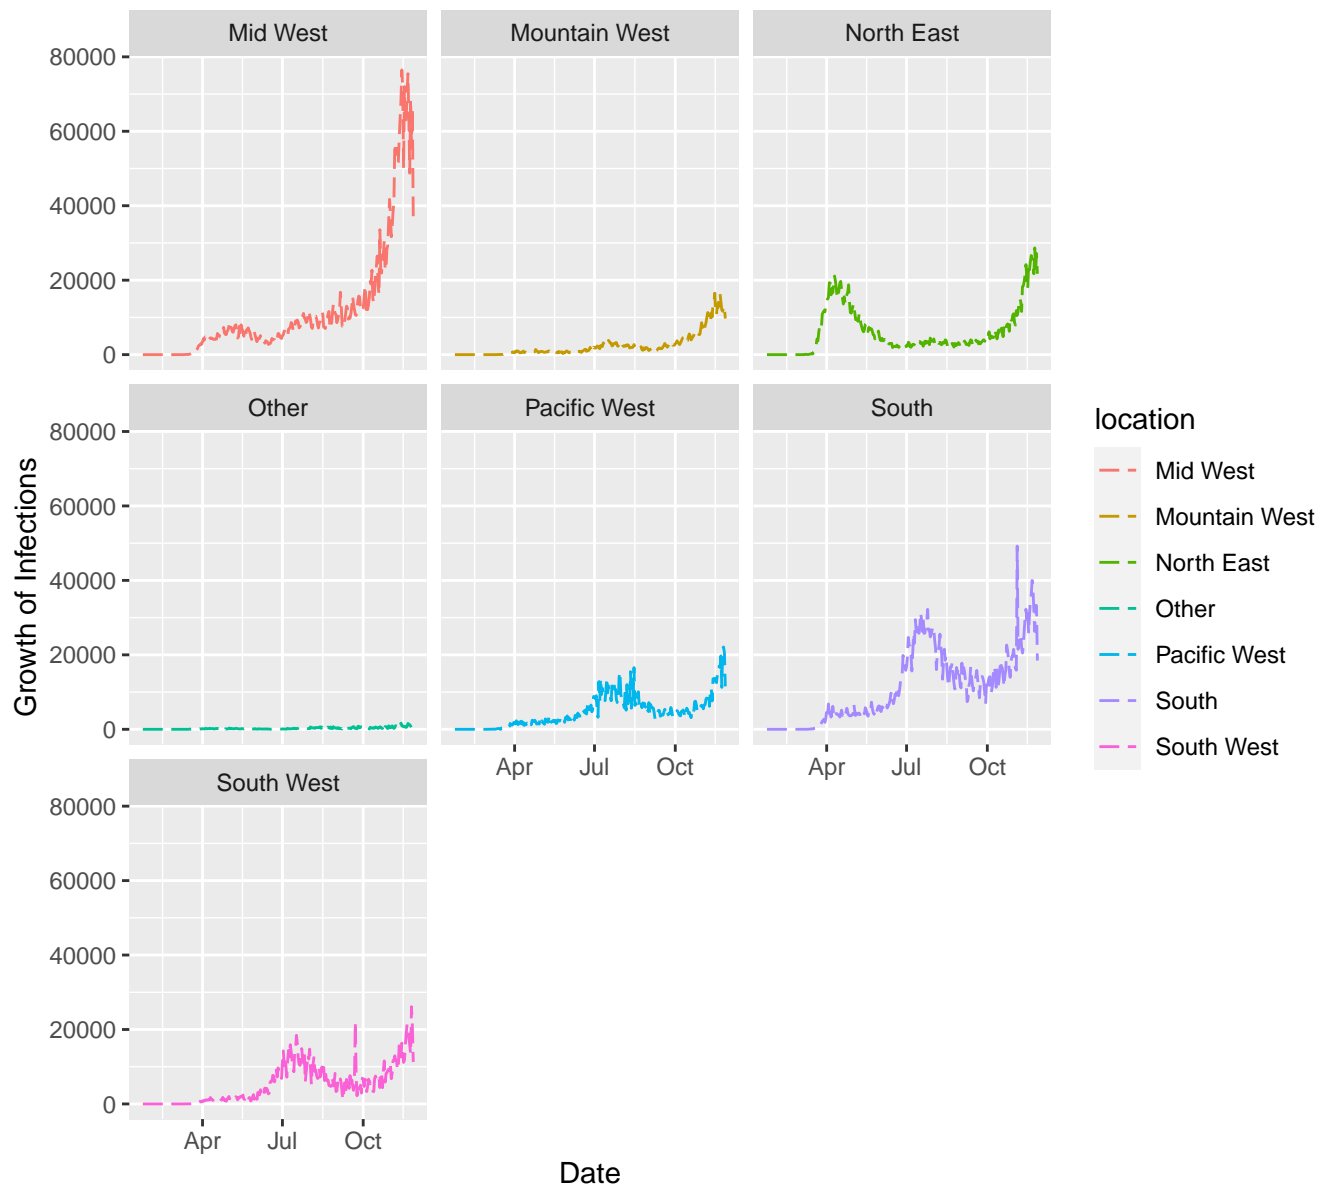 Mid West
Mountain West
North East
80000
60000
40000
20000
0
Other
Pacific West
South
80000
60000
40000
20000
0
Apr
Jul
Oct
Apr
Jul
Oct
South West
80000
60000
40000
20000
0
Apr
Jul
Oct
Growth of Infections
Date
location
Mid West
Mountain West
North East
Other
Pacific West
South
South West